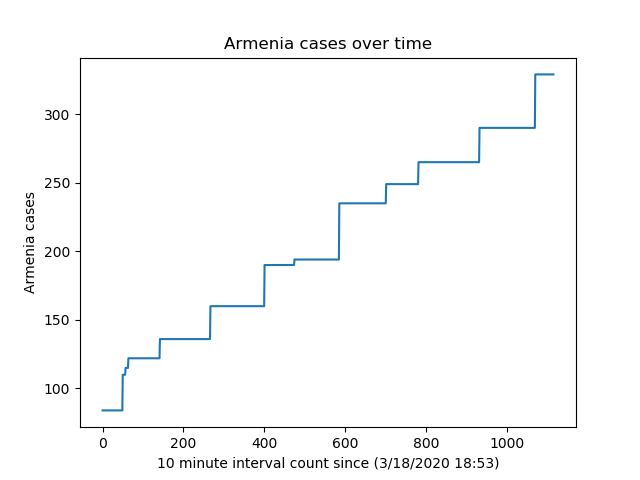 Armenia cases over time
Armenia cases
300
250
200
150
100
0 200 400 600 800 1000
10 minute interval count since (3/18/2020 18:53)